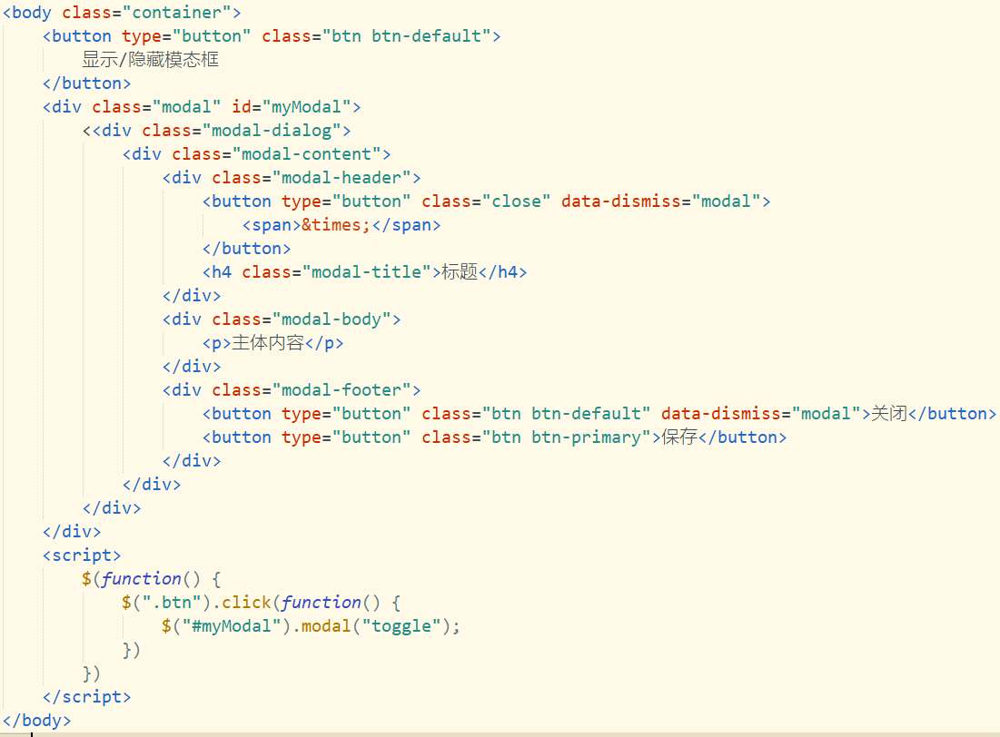 <body class="container">
    <button type="button" class="btn btn-default">
        显示/隐藏模态框
    </button>
    <div class="modal" id="myModal">
        <<div class="modal-dialog">
            <div class="modal-content">
                <div class="modal-header">
                    <button type="button" class="close" data-dismiss="modal">
                        <span>&times;</span>
                    </button>
                    <h4 class="modal-title">标题</h4>
                </div>
                <div class="modal-body">
                    <p>主体内容</p>
                </div>
                <div class="modal-footer">
                    <button type="button" class="btn btn-default" data-dismiss="modal">关闭</button>
                    <button type="button" class="btn btn-primary">保存</button>
                </div>
            </div>
        </div>
    </div>
    <script>
        $(function() {
            $(".btn").click(function() {
                $("#myModal").modal("toggle");
            })
        })
    </script>
</body>